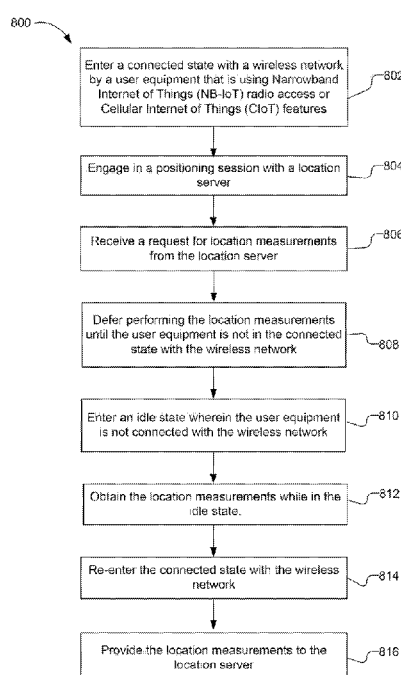 800
Enter a connected state with a wireless network
by a user equipment that is using Narrowband
Internet of Things (NB-IoT) radio access or
Cellular Internet of Things (CIoT) features
802
Engage in a positioning session with a location
server
804
Receive a request for location measurements
from the location server
806
Defer performing the location measurements
until the user equipment is not in the connected
state with the wireless network
808
Enter an idle state wherein the user equipment
is not connected with the wireless network
810
Obtain the location measurements while in the
idle state.
812
Re-enter the connected state with the wireless
network
814
Provide the location measurements to the
location server
816